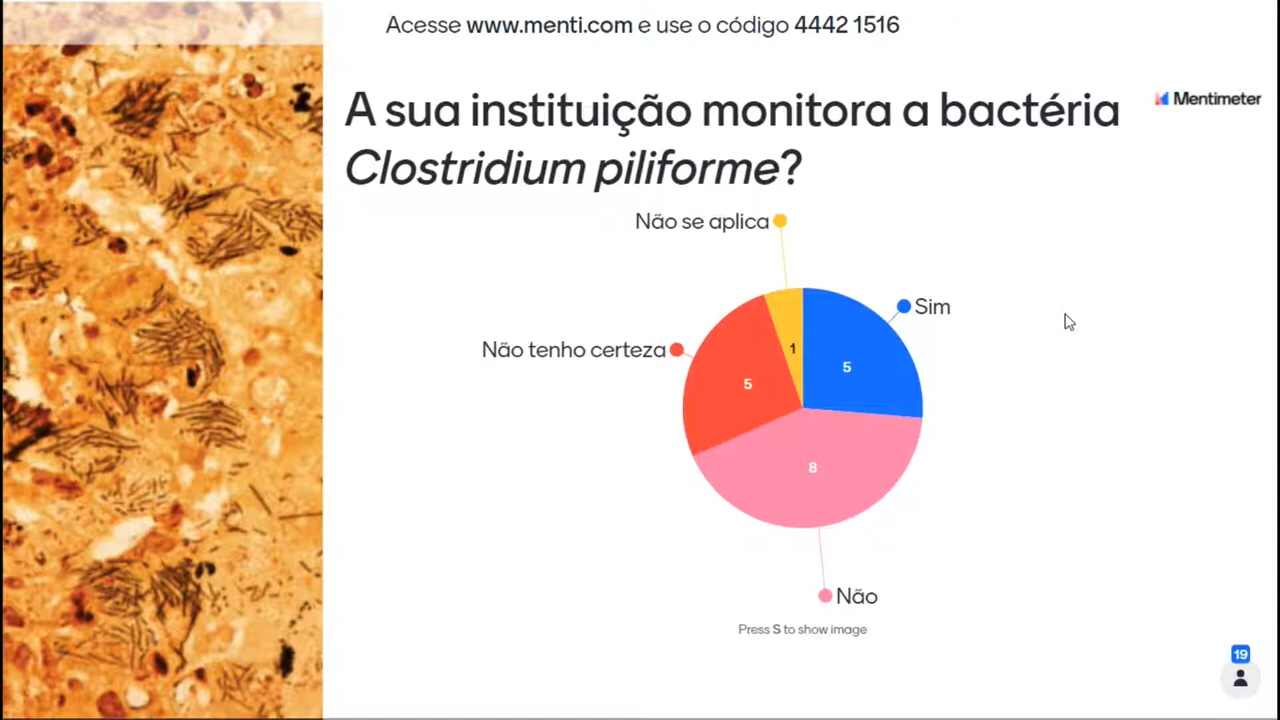 Acesse www.menti.com e use o código 4442 1516
A sua instituição monitora a bactéria
Clostridium piliforme?
Mentimeter
Não se aplica
Sim
Não tenho certeza
1
5
5
8
Não
Press S to show image
19